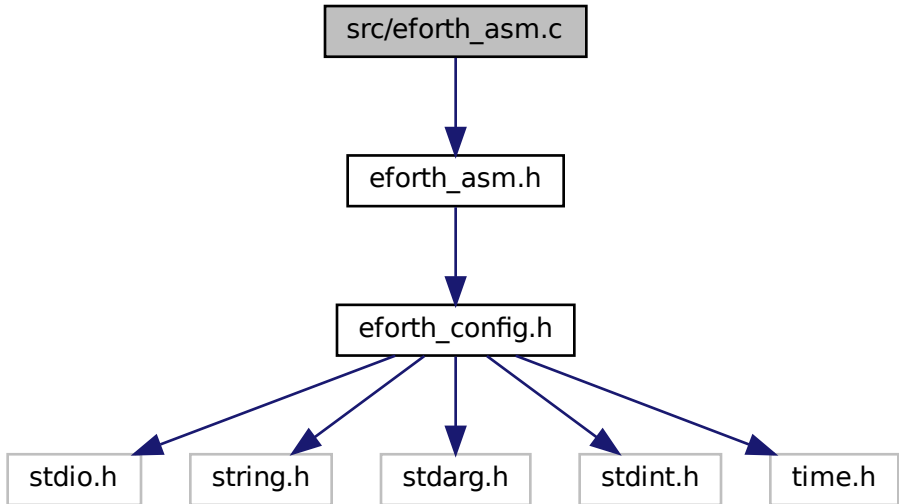 src/eforth_asm.c
eforth_asm.h
eforth_config.h
stdio.h
string.h
stdarg.h
stdint.h
time.h